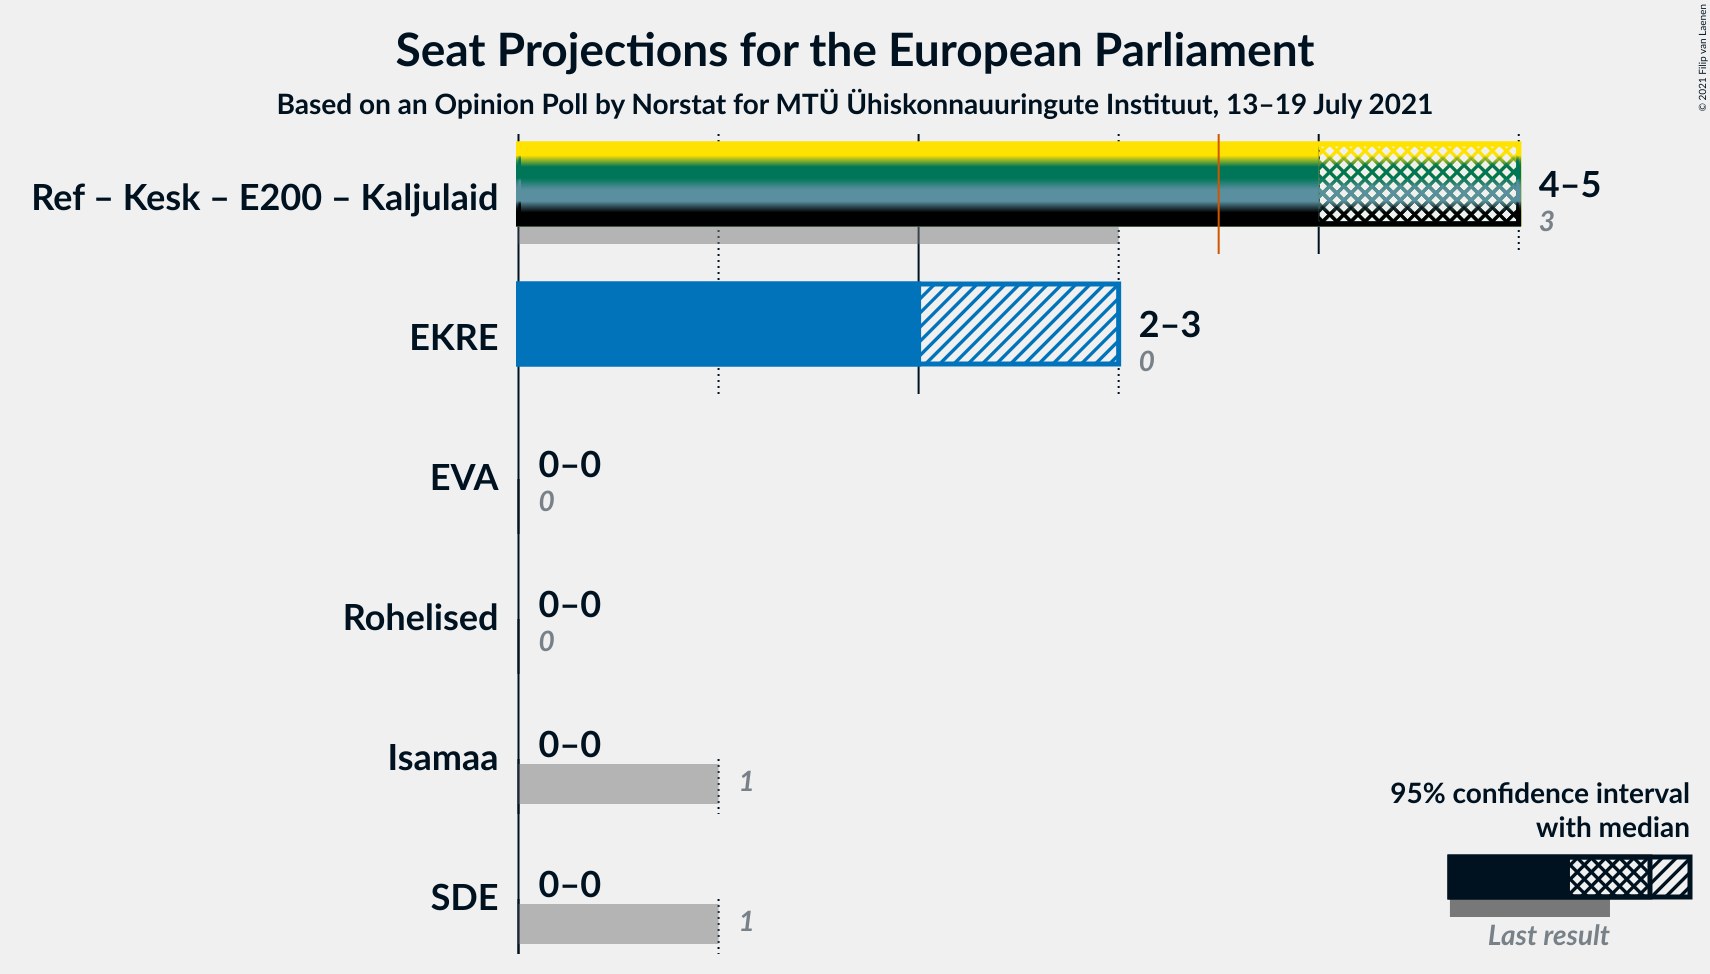 Seat Projections for the European Parliament
Based on an Opinion Poll by Norstat for MTÜ Ühiskonnauuringute Instituut, 13–19 July 2021
© 2021 Filip van Laenen
Ref – Kesk – E200 – Kaljulaid
4–5
3
EKRE
2–3
0
EVA
0–0
0
Rohelised
0–0
0
Isamaa
0–0
1
SDE
0–0
1
95% confidence interval
with median
Last result